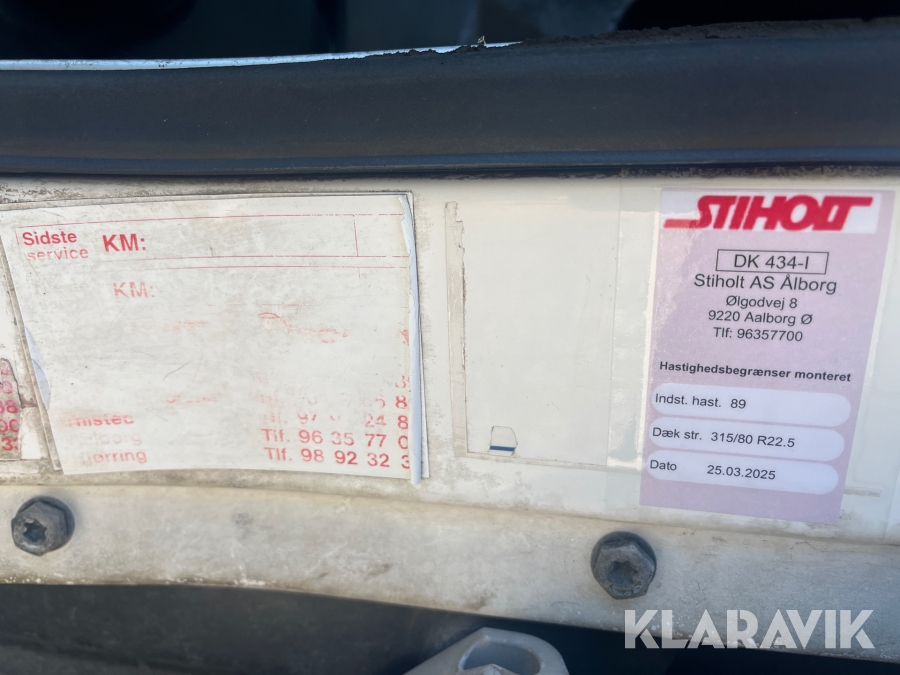 Sidste
service
KM:
KM:
Tlf. 96 35 77 0
Tlf. 98 92 32 3
STIHOLT
DK 434-I
Stiholt AS Ålborg
Ølgodvej 8
9220 Aalborg Ø
Tlf: 96357700
Hastighedsbegrænser monteret
Indst. hast. 89
Dæk str. 315/80 R22.5
Dato 25.03.2025
KLARAVIK